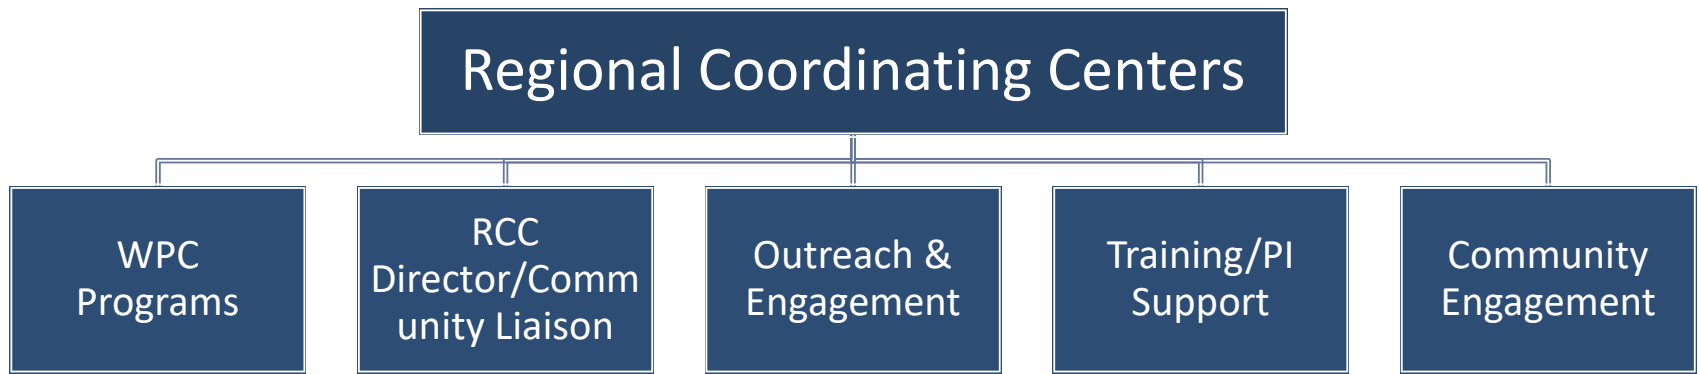 Regional Coordinating Centers
WPC
Programs
RCC
Director/Comm
unity Liaison
Outreach &
Engagement
Training/PI
Support
Community
Engagement